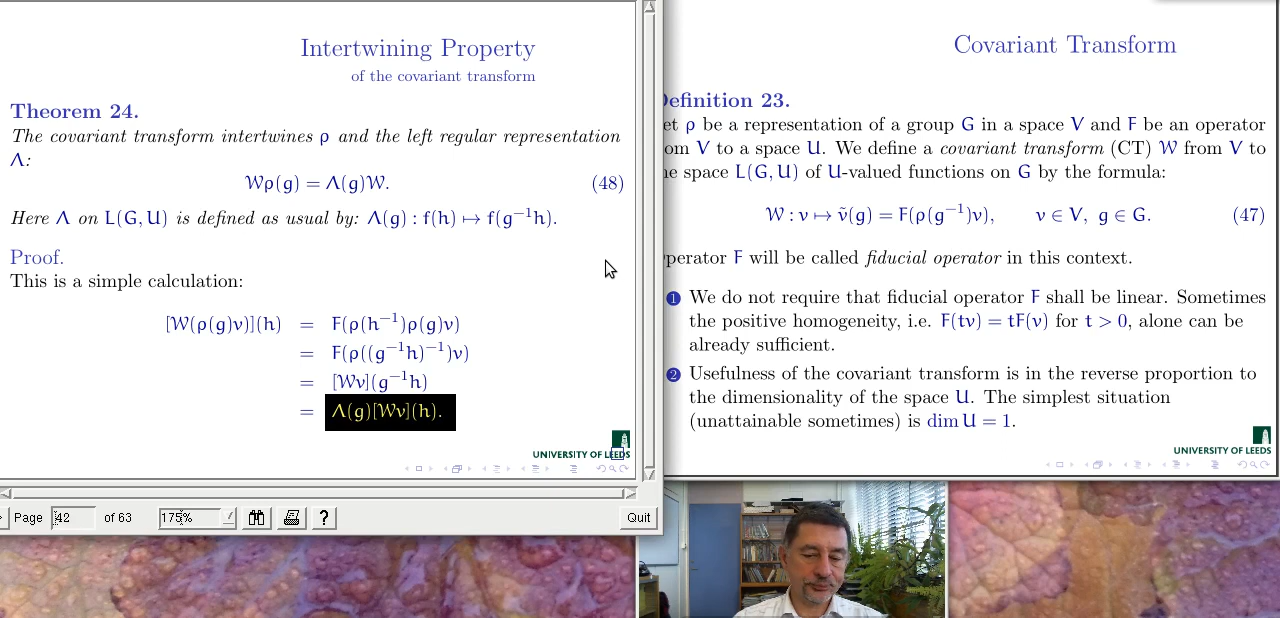 Intertwining Property
of the covariant transform
Theorem 24.
The covariant transform intertwines ρ and the left regular representation
Λ:
𝒲ρ(g) = Λ(g)𝒲. (48)
Here Λ on L(G, U) is defined as usual by: Λ(g) : f(h) ↦ f(g⁻¹h).
Proof.
This is a simple calculation:
[𝒲(ρ(g)v)](h) = F(ρ(h⁻¹)ρ(g)v)
= F(ρ((g⁻¹h)⁻¹)v)
= [𝒲v](g⁻¹h)
= Λ(g)[𝒲v](h).
UNIVERSITY OF LEEDS
Page 42 of 63 175% ? Quit
Covariant Transform
efinition 23.
et ρ be a representation of a group G in a space V and F be an operator
om V to a space U. We define a covariant transform (CT) 𝒲 from V to
he space L(G, U) of U-valued functions on G by the formula:
𝒲 : v ↦ ṽ(g) = F(ρ(g⁻¹)v), v ∈ V, g ∈ G. (47)
perator F will be called fiducial operator in this context.
1 We do not require that fiducial operator F shall be linear. Sometimes
the positive homogeneity, i.e. F(tv) = tF(v) for t > 0, alone can be
already sufficient.
2 Usefulness of the covariant transform is in the reverse proportion to
the dimensionality of the space U. The simplest situation
(unattainable sometimes) is dim U = 1.
UNIVERSITY OF LEEDS